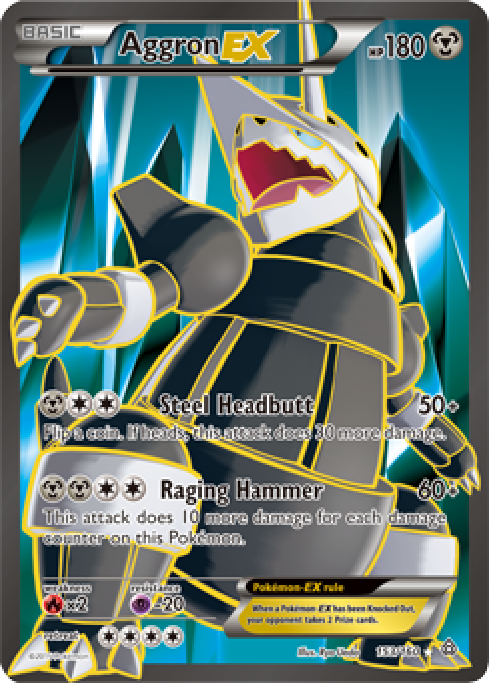 BASIC
Aggron EX HP180
Steel Headbutt 50+
Flip a coin. If heads, this attack does 30 more damage.
Raging Hammer 60+
This attack does 10 more damage for each damage
counter on this Pokémon.
weakness resistance
×2 -20
Pokémon-EX rule
When a Pokémon-EX has been Knocked Out,
your opponent takes 2 Prize cards.
retreat
Illus. Ryo